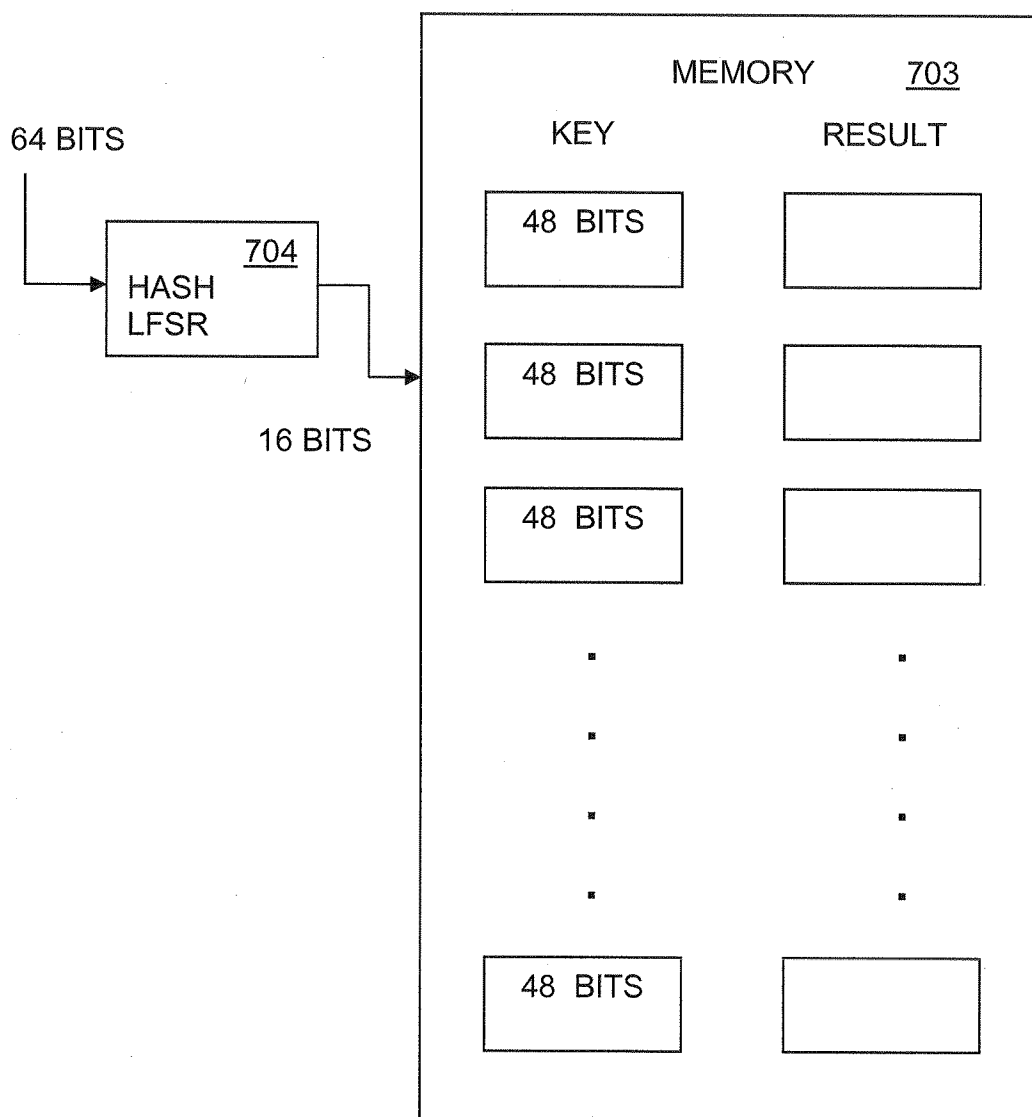 MEMORY 703
KEY RESULT
64 BITS
48 BITS
704
HASH
LFSR
48 BITS
16 BITS
48 BITS
48 BITS